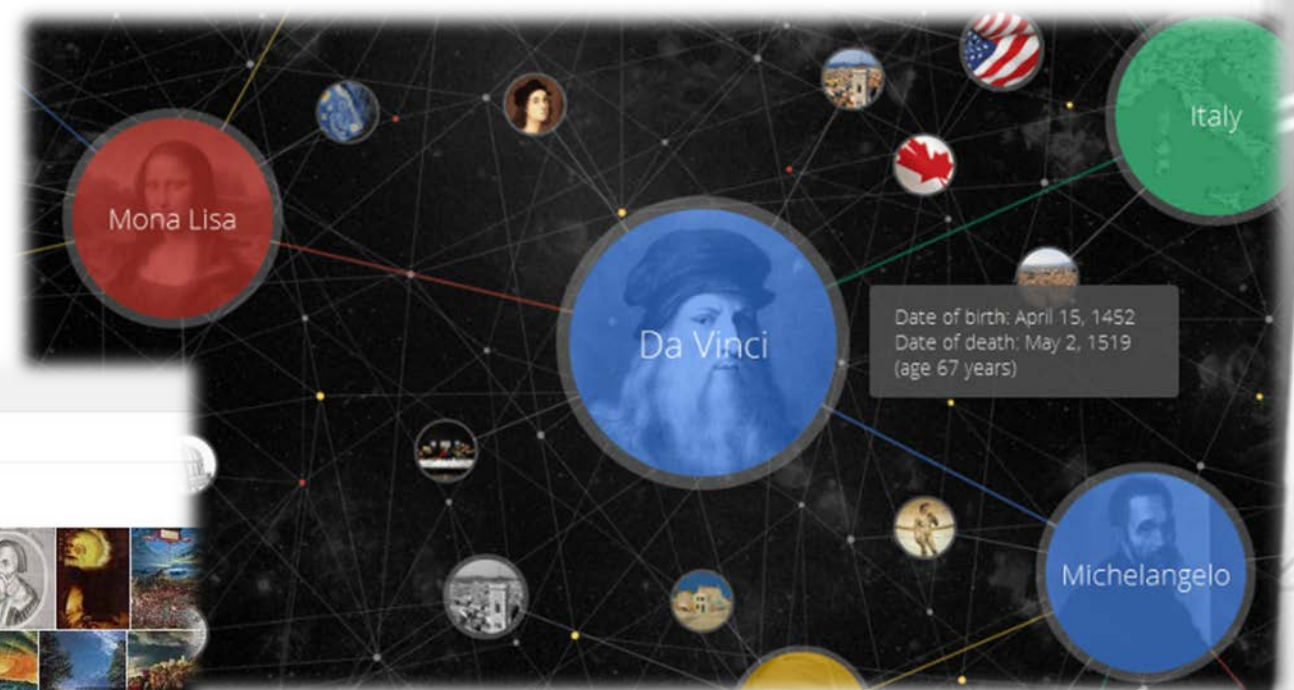 Italy
Mona Lisa
Da Vinci
Date of birth: April 15, 1452
Date of death: May 2, 1519
(age 67 years)
Michelangelo